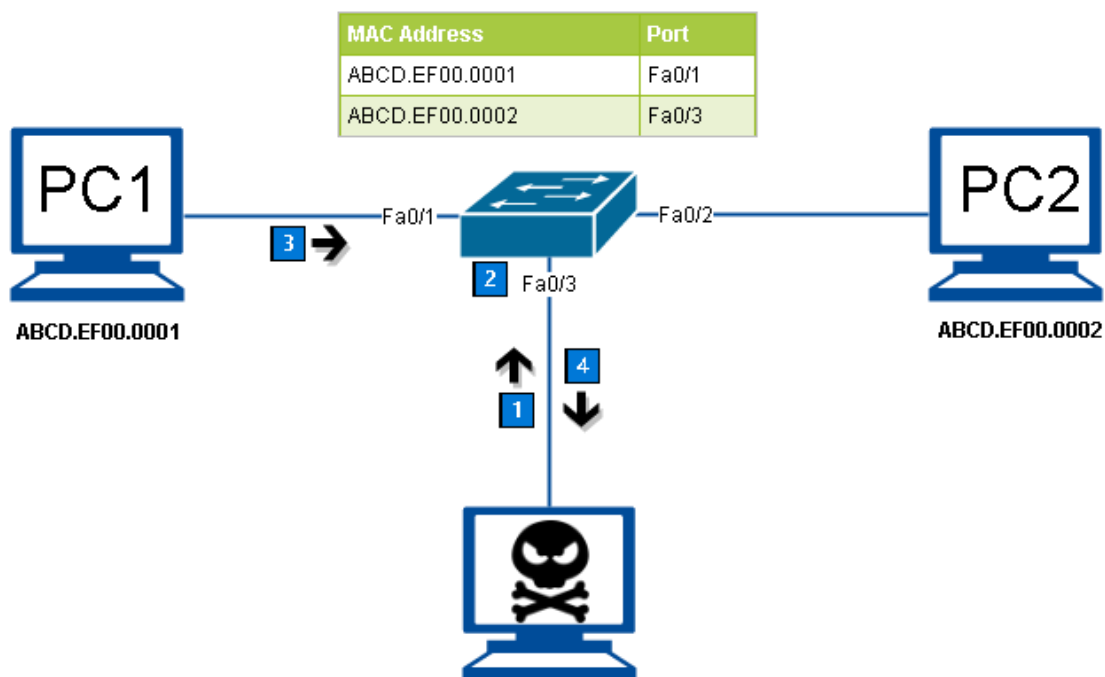 MAC Address Port
ABCD.EF00.0001 Fa0/1
ABCD.EF00.0002 Fa0/3
PC1
PC2
Fa0/1
Fa0/2
3
2
Fa0/3
ABCD.EF00.0001
ABCD.EF00.0002
4
1